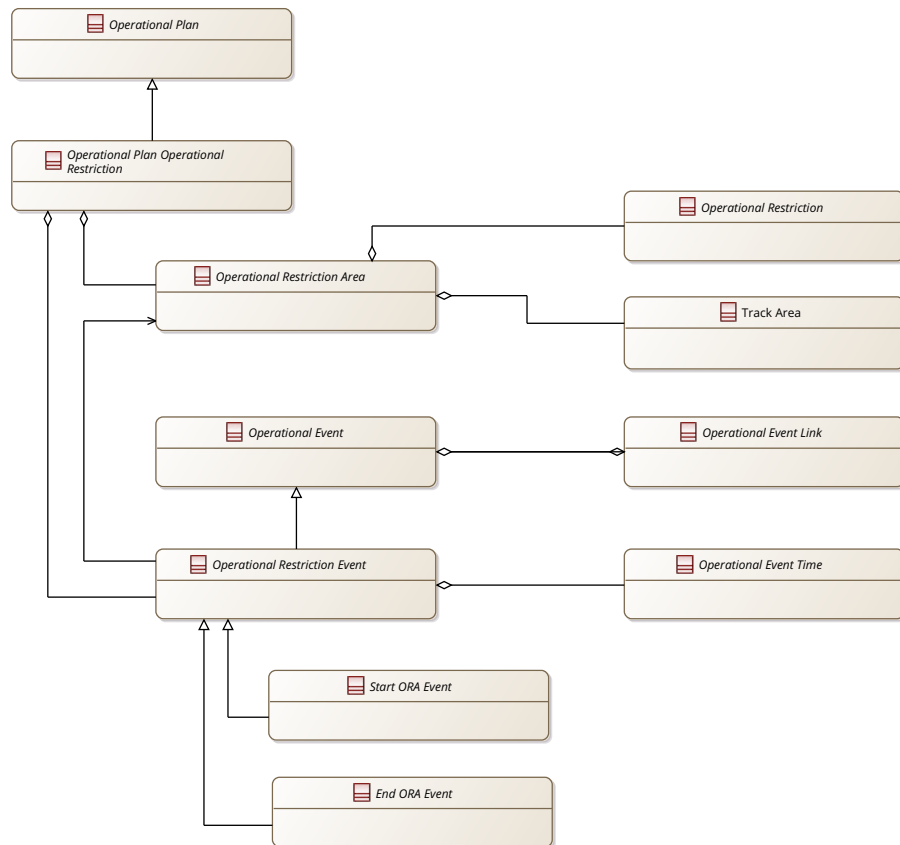 Operational Plan
Operational Plan Operational
Restriction
Operational Restriction
Operational Restriction Area
Track Area
Operational Event
Operational Event Link
Operational Restriction Event
Operational Event Time
Start ORA Event
End ORA Event